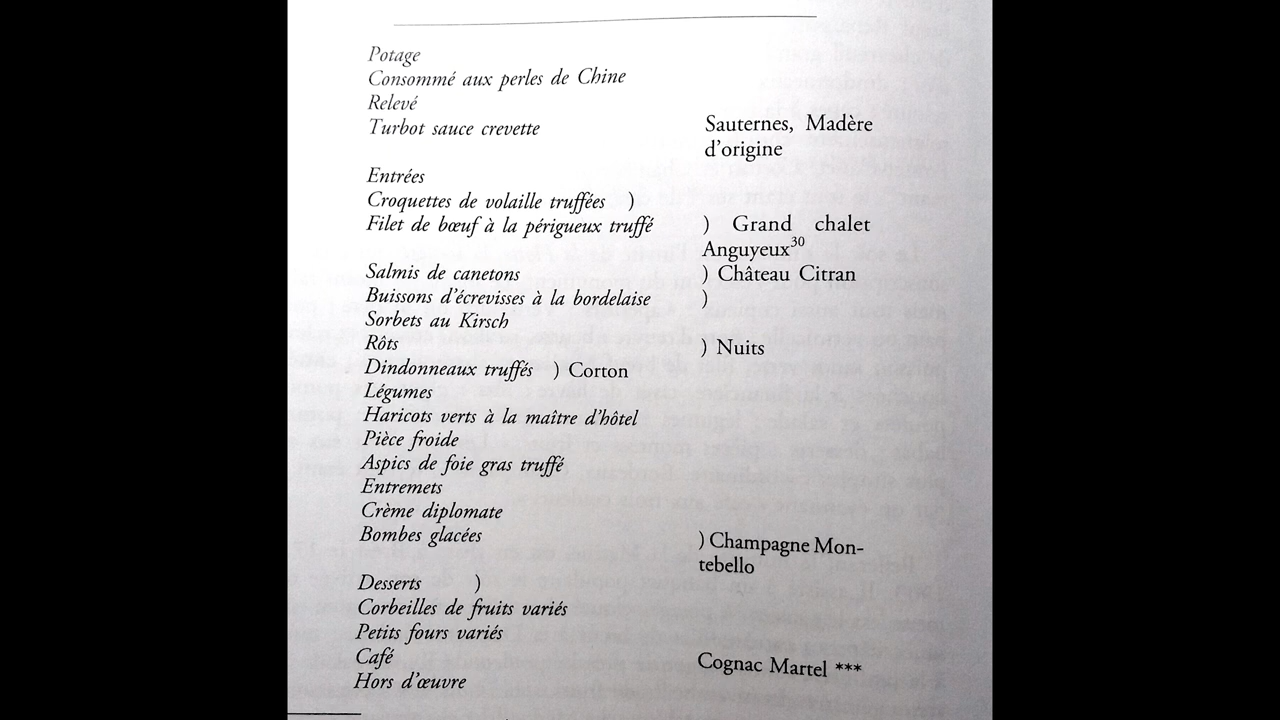 Potage
Consommé aux perles de Chine
Relevé
Turbot sauce crevette
Sauternes, Madère
d'origine
Entrées
Croquettes de volaille truffées )
Filet de bœuf à la périgueux truffé ) Grand chalet
Anguyeux30
Salmis de canetons ) Château Citran
Buissons d'écrevisses à la bordelaise )
Sorbets au Kirsch
Rôts ) Nuits
Dindonneaux truffés ) Corton
Légumes
Haricots verts à la maître d'hôtel
Pièce froide
Aspics de foie gras truffé
Entremets
Crème diplomate
Bombes glacées ) Champagne Mon-
tebello
Desserts )
Corbeilles de fruits variés
Petits fours variés
Café Cognac Martel ***
Hors d'œuvre